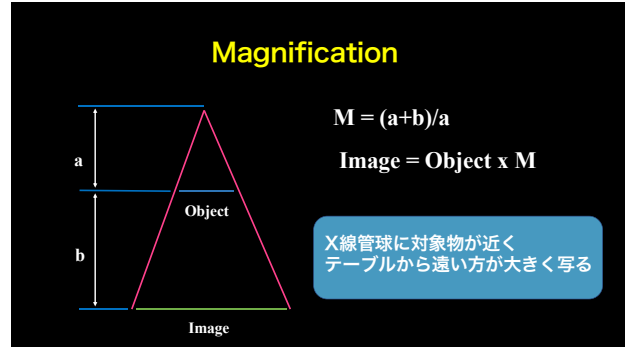 Magnification
M = (a+b)/a
a
Image = Object x M
Object
b
X線管球に対象物が近く
テーブルから遠い方が大きく写る
Image